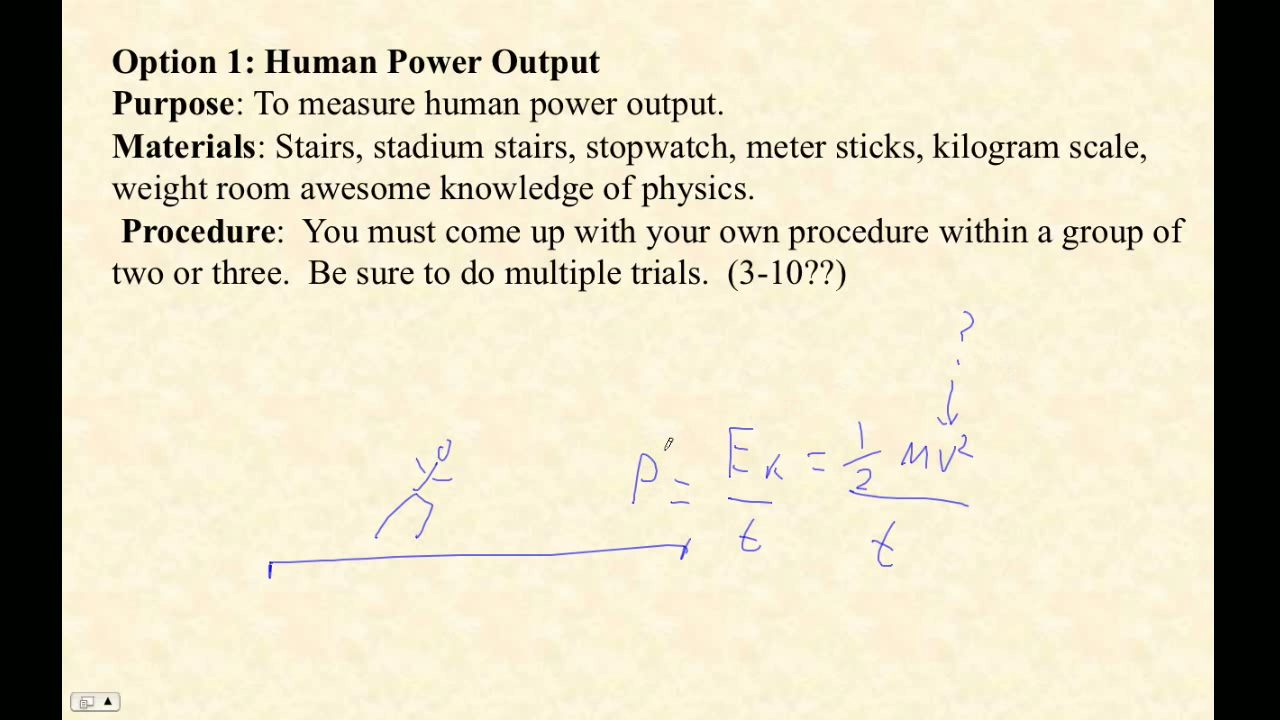 Option 1: Human Power Output
Purpose: To measure human power output.
Materials: Stairs, stadium stairs, stopwatch, meter sticks, kilogram scale,
weight room awesome knowledge of physics.
Procedure: You must come up with your own procedure within a group of
two or three. Be sure to do multiple trials. (3-10??)
?
P = Ek/t = 1/2 MV²/t